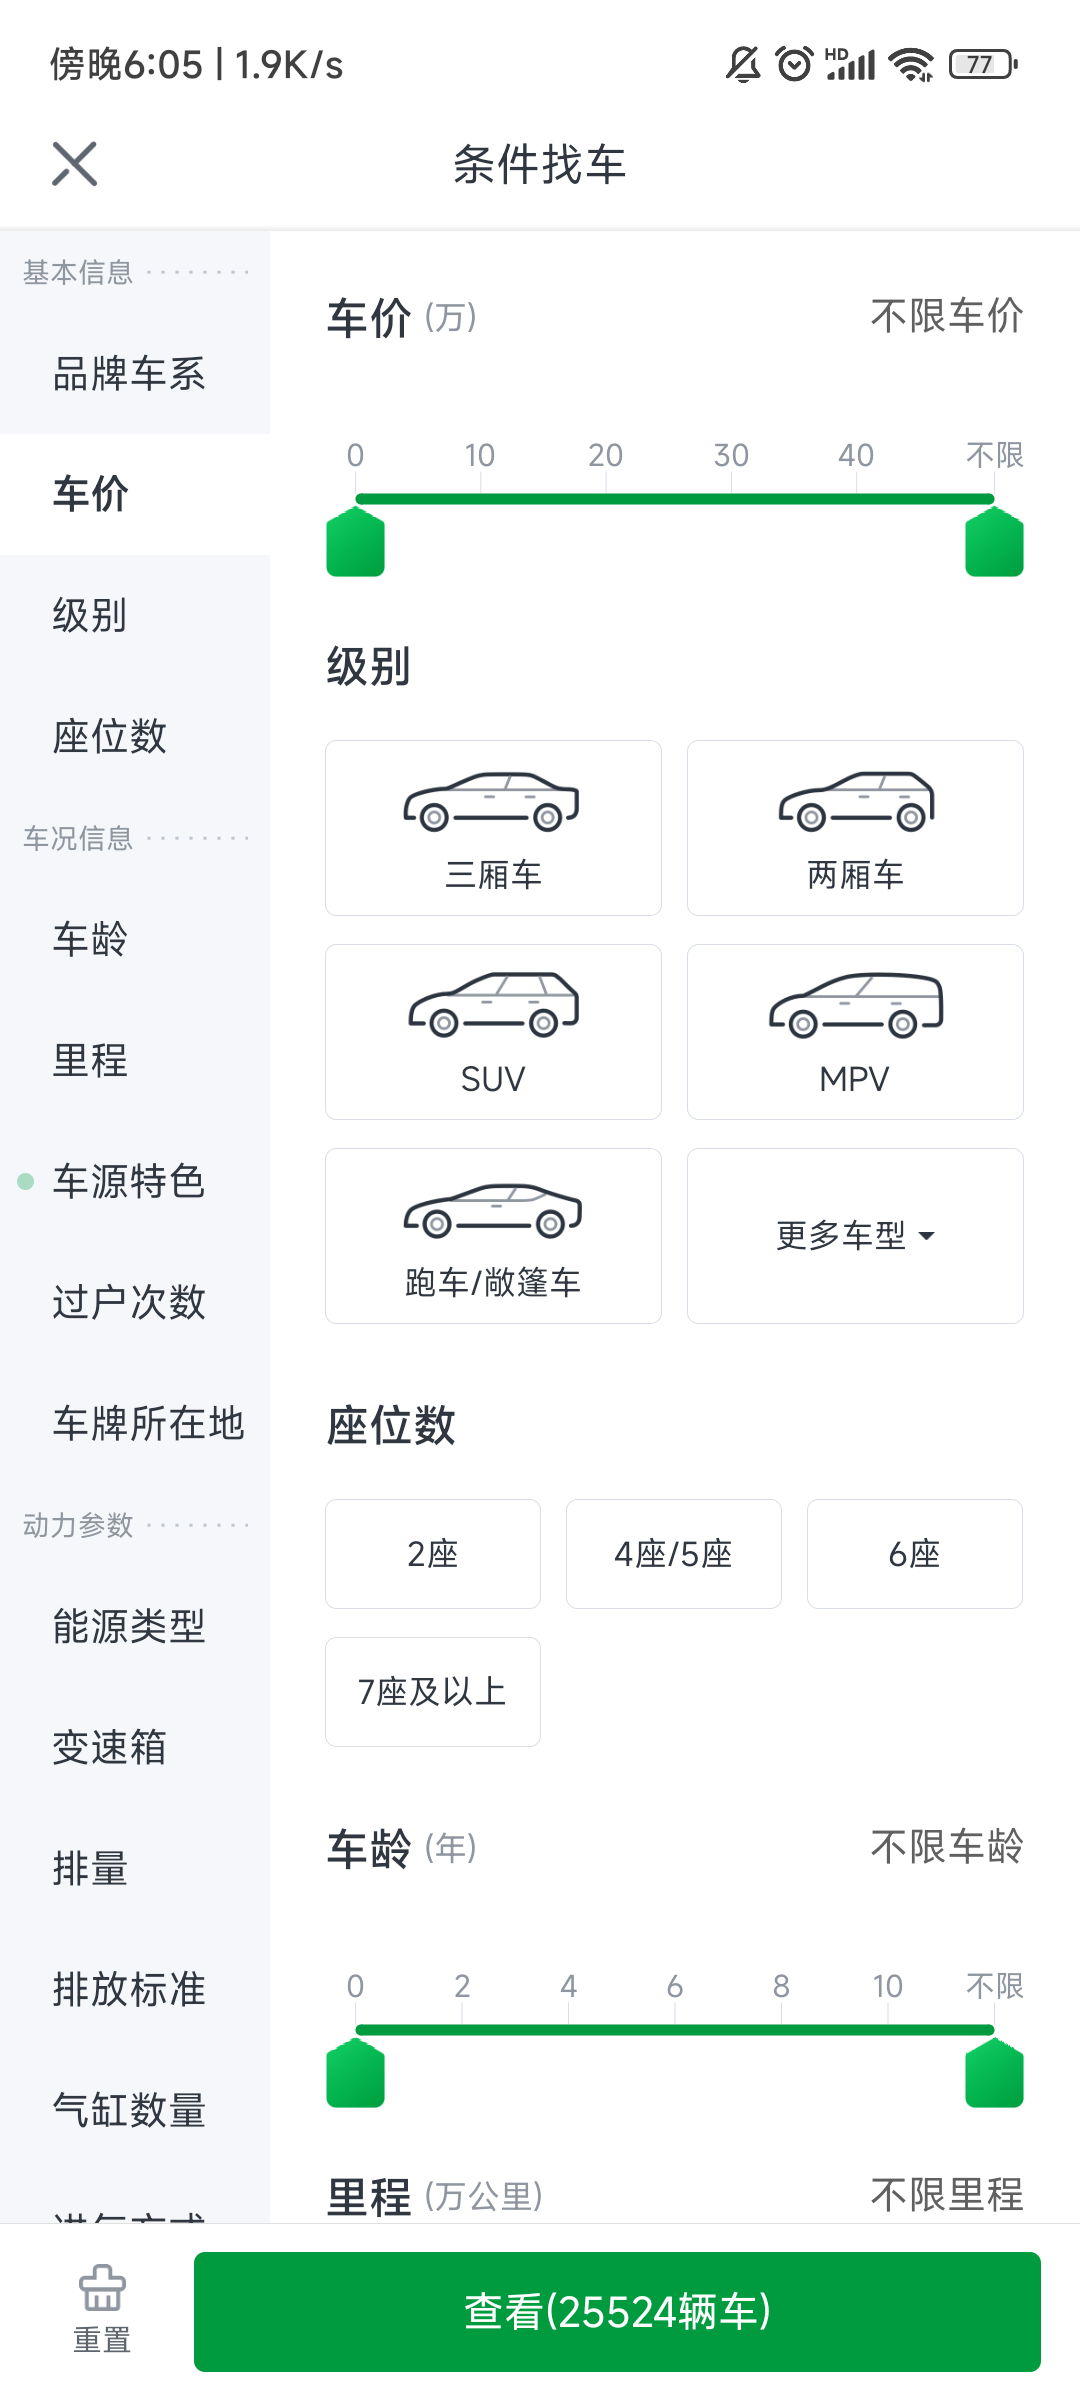 傍晚6:05 | 1.9K/s
HD
77
条件找车
基本信息
品牌车系
车价
级别
座位数
车况信息
车龄
里程
车源特色
过户次数
车牌所在地
动力参数
能源类型
变速箱
排量
排放标准
气缸数量
进气方式
车价 (万)
不限车价
0 10 20 30 40 不限
级别
三厢车
两厢车
SUV
MPV
跑车/敞篷车
更多车型
座位数
2座
4座/5座
6座
7座及以上
车龄 (年)
不限车龄
0 2 4 6 8 10 不限
里程 (万公里)
不限里程
重置
查看(25524辆车)